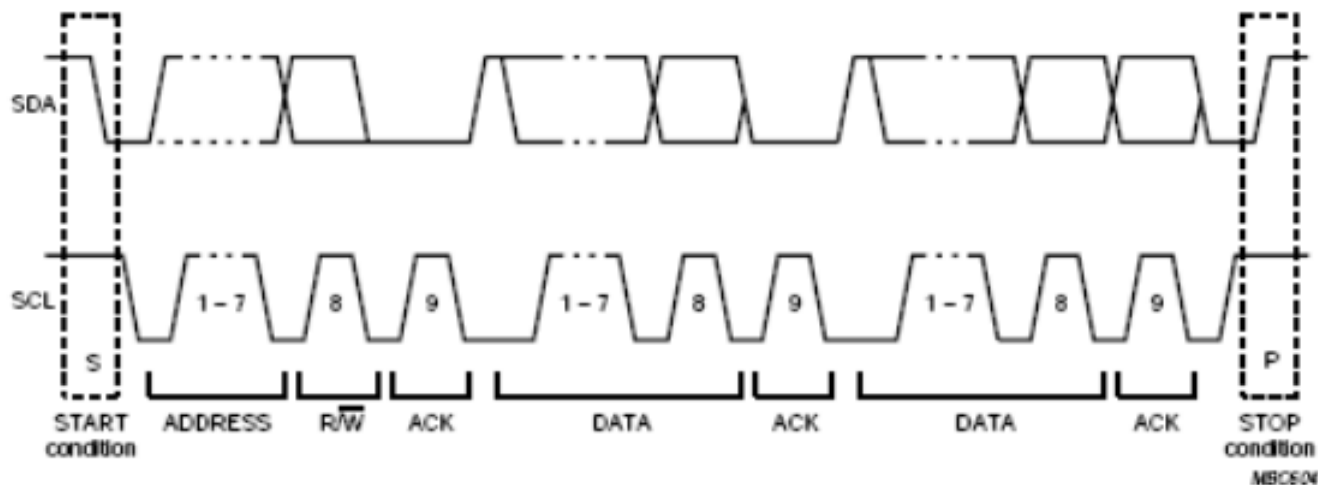 SDA
SCL
1 – 7
8
9
1 – 7
8
9
1 – 7
8
9
S
P
START
condition
ADDRESS
R/W̅
ACK
DATA
ACK
DATA
ACK
STOP
condition